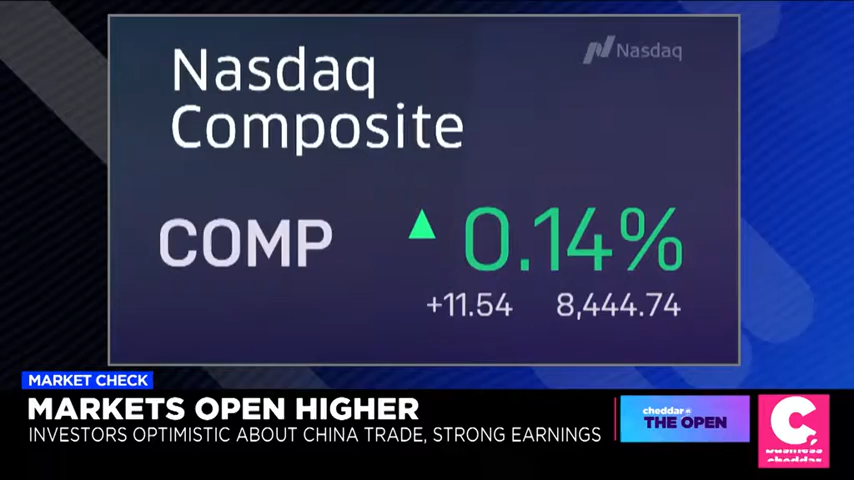 Nasdaq
Nasdaq
Composite
COMP
0.14%
+11.54 8,444.74
MARKET CHECK
MARKETS OPEN HIGHER
INVESTORS OPTIMISTIC ABOUT CHINA TRADE, STRONG EARNINGS
cheddar
THE OPEN
C
cheddar